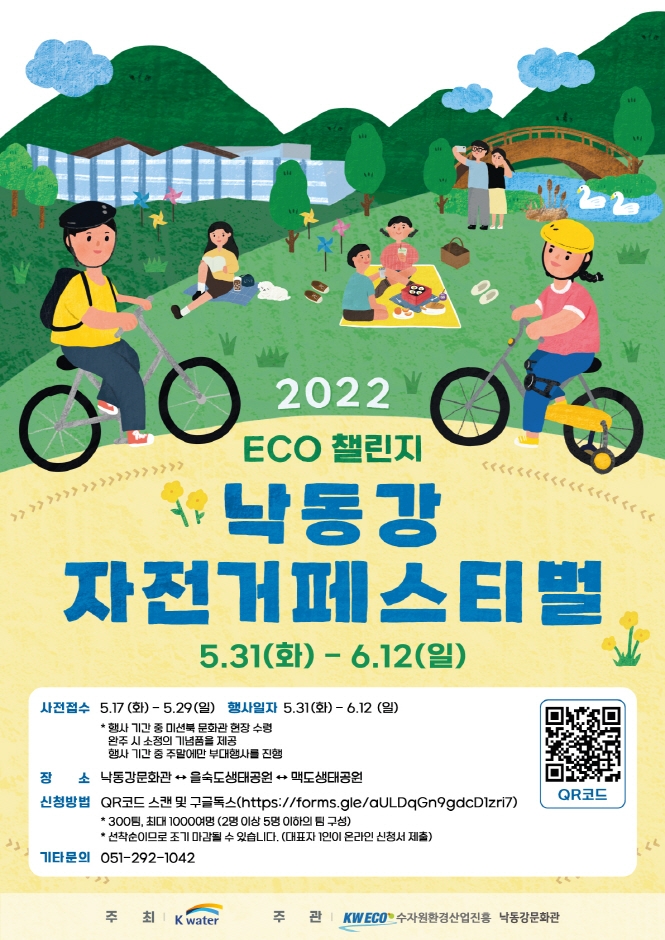 2022
ECO 챌린지
낙동강
자전거페스티벌
5.31(화) - 6.12(일)
사전접수 5.17 (화) - 5.29(일) 행사일자 5.31(화) - 6.12 (일)
* 행사 기간 중 미션북 문화관 현장 수령
완주 시 소정의 기념품을 제공
행사 기간 중 주말에만 부대행사를 진행
장 소 낙동강문화관 ↔ 을숙도생태공원 ↔ 맥도생태공원
신청방법 QR코드 스캔 및 구글독스(https://forms.gle/aULDqGn9gdcD1zri7)
* 300팀, 최대 1000여명 (2명 이상 5명 이하의 팀 구성)
* 선착순이므로 조기 마감될 수 있습니다. (대표자 1인이 온라인 신청서 제출)
기타문의 051-292-1042
QR코드
주 최 K water 주 관 KW ECO 수자원환경산업진흥 낙동강문화관